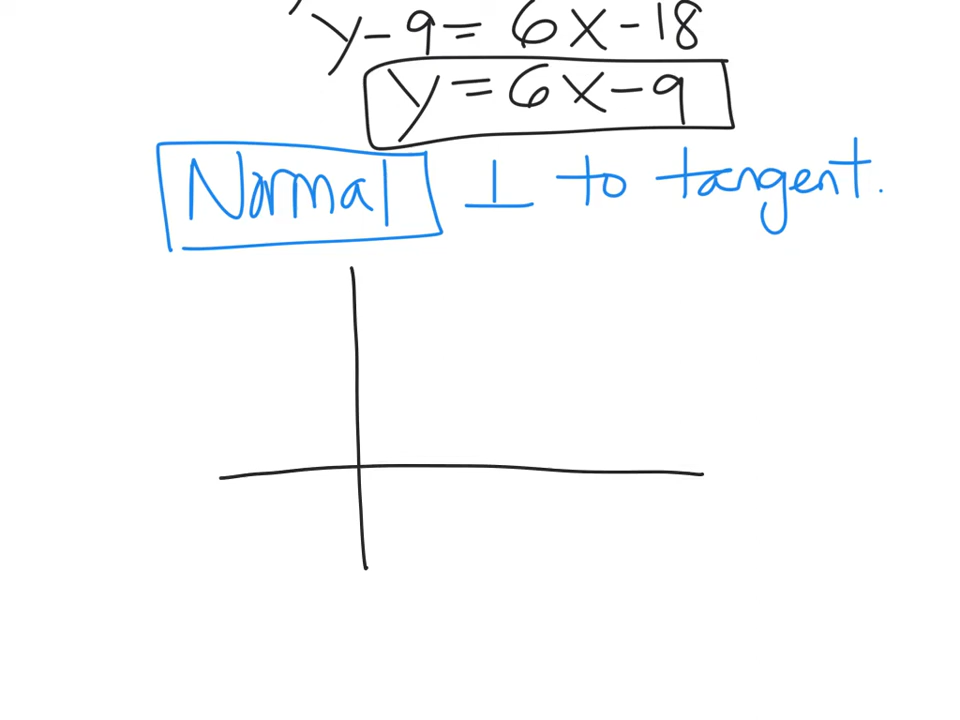 y-9=6x-18
y=6x-9
Normal ⊥ to tangent.